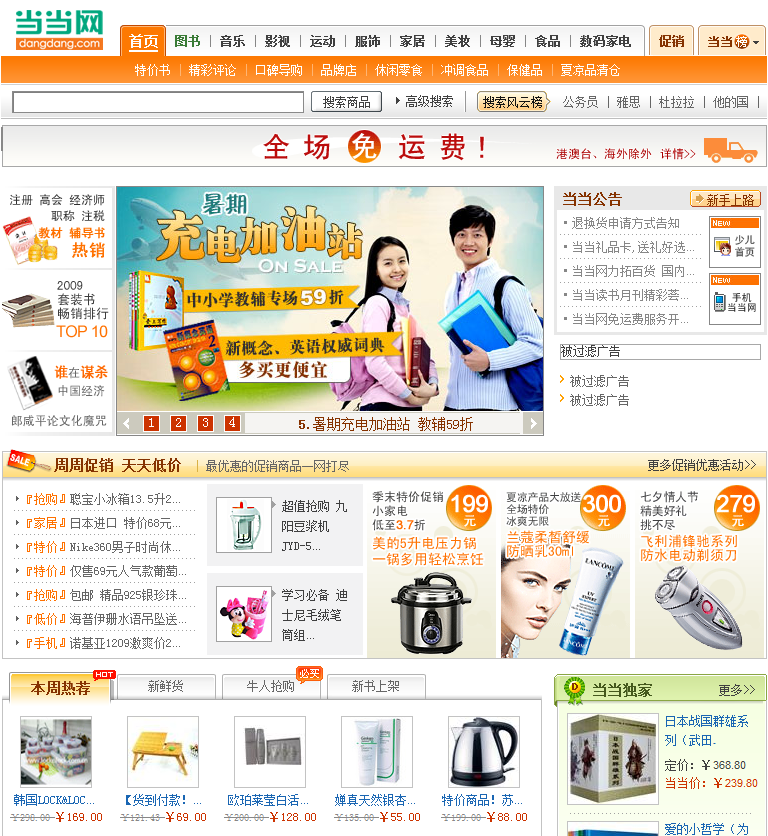 当当网
dangdang.com
首页 图书 音乐 影视 运动 服饰 家居 美妆 母婴 食品 数码家电 促销 当当榜
特价书 精彩评论 口碑导购 品牌店 休闲零食 冲调食品 保健品 夏凉品清仓
搜索商品 高级搜索 搜索风云榜 公务员 雅思 杜拉拉 他的国
全场免运费！ 港澳台、海外除外 详情>>
注册 高会 经济师
职称 注税
教材 辅导书
热销
2009
套装书
畅销排行
TOP 10
谁在谋杀
中国经济
郎咸平论文化魔咒
暑期
充电加油站
ON SALE
中小学教辅专场59折
新概念、英语权威词典
多买更便宜
1 2 3 4 5.暑期充电加油站 教辅59折
当当公告 新手上路
退换货申请方式告知
当当礼品卡,送礼好选...
当当网力拓百货 国内...
当当读书月刊精彩荟...
当当网免运费服务开...
NEW
少儿
首页
NEW
手机
当当网
被过滤广告
被过滤广告
被过滤广告
SALE 周周促销 天天低价 最优惠的促销商品一网打尽 更多促销优惠活动>>
『抢购』聪宝小冰箱13.5升2...
『家居』日本进口 特价68元...
『特价』Nike360男子时尚休...
『特价』仅售69元人气款葡萄...
『抢购』包邮 精品925银珍珠...
『低价』海普伊珊水语吊坠送...
『手机』诺基亚1209激爽价2...
超值抢购 九
阳豆浆机
JYD-5...
学习必备 迪
士尼毛绒笔
筒组...
季末特价促销
小家电
低至3.7折
199元
美的5升电压力锅
一锅多用轻松烹饪
夏凉产品大放送
全场特价
冰爽无限
300元
兰蔻柔皙舒缓
防晒乳30ml
LANCOME
UV EXPERT
七夕情人节
精美好礼
挑不尽
279元
飞利浦锋驰系列
防水电动剃须刀
本周热荐 HOT 新鲜货 牛人抢购 必买 新书上架
韩国LOCK&LOC...
￥298.00 ￥169.00
【货到付款！...
￥121.43 ￥69.00
欧珀莱莹白活...
￥200.00 ￥128.00
婵真天然银杏...
￥135.00 ￥55.00
特价商品！苏...
￥199.00 ￥88.00
当当独家 更多>>
日本战国群雄系列
日本战国群雄系
列（武田.
定价：￥368.80
当当价：￥239.80
爱的小哲学（为